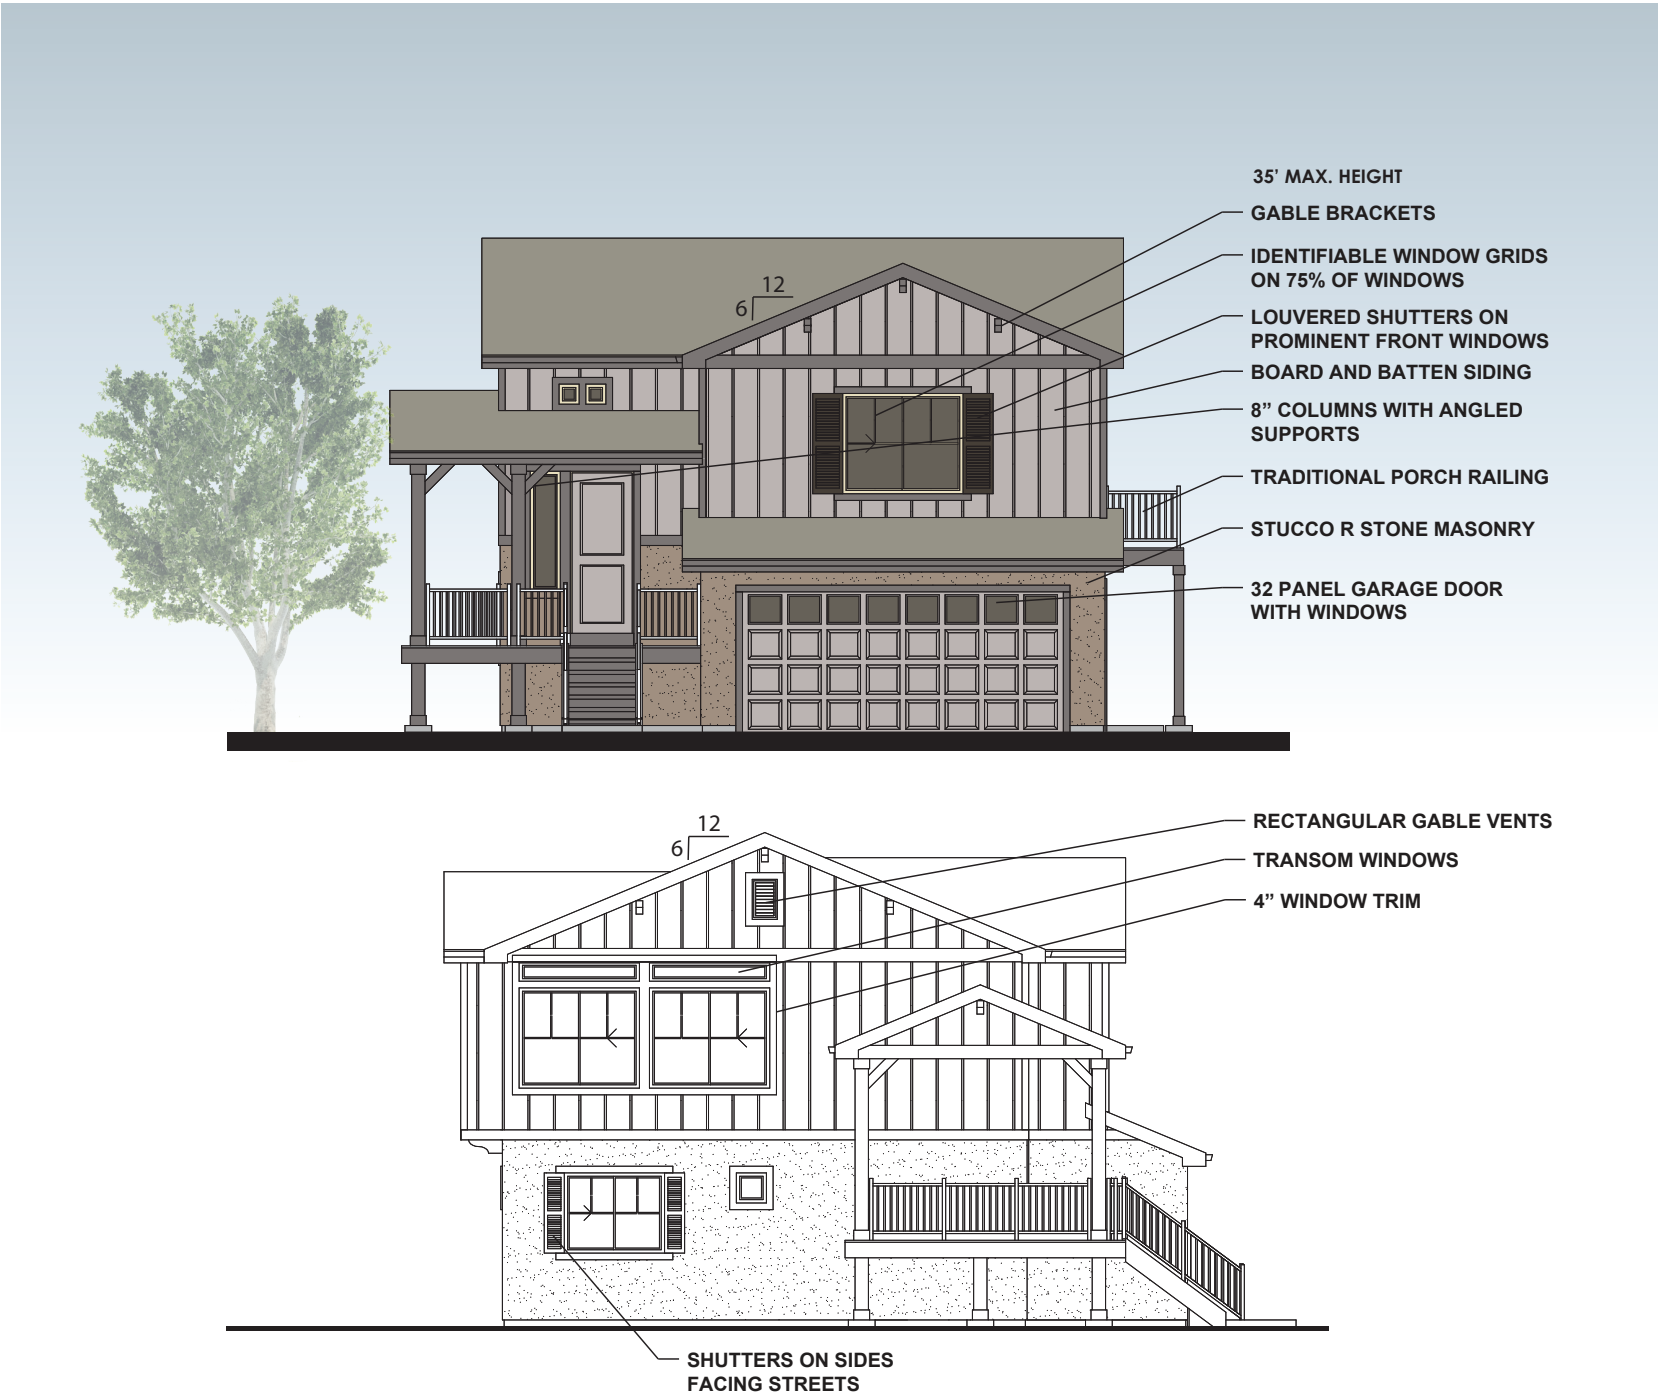 35’ MAX. HEIGHT
GABLE BRACKETS
IDENTIFIABLE WINDOW GRIDS
ON 75% OF WINDOWS
LOUVERED SHUTTERS ON
PROMINENT FRONT WINDOWS
BOARD AND BATTEN SIDING
8” COLUMNS WITH ANGLED
SUPPORTS
TRADITIONAL PORCH RAILING
STUCCO R STONE MASONRY
32 PANEL GARAGE DOOR
WITH WINDOWS
12
6
RECTANGULAR GABLE VENTS
TRANSOM WINDOWS
4” WINDOW TRIM
12
6
SHUTTERS ON SIDES
FACING STREETS